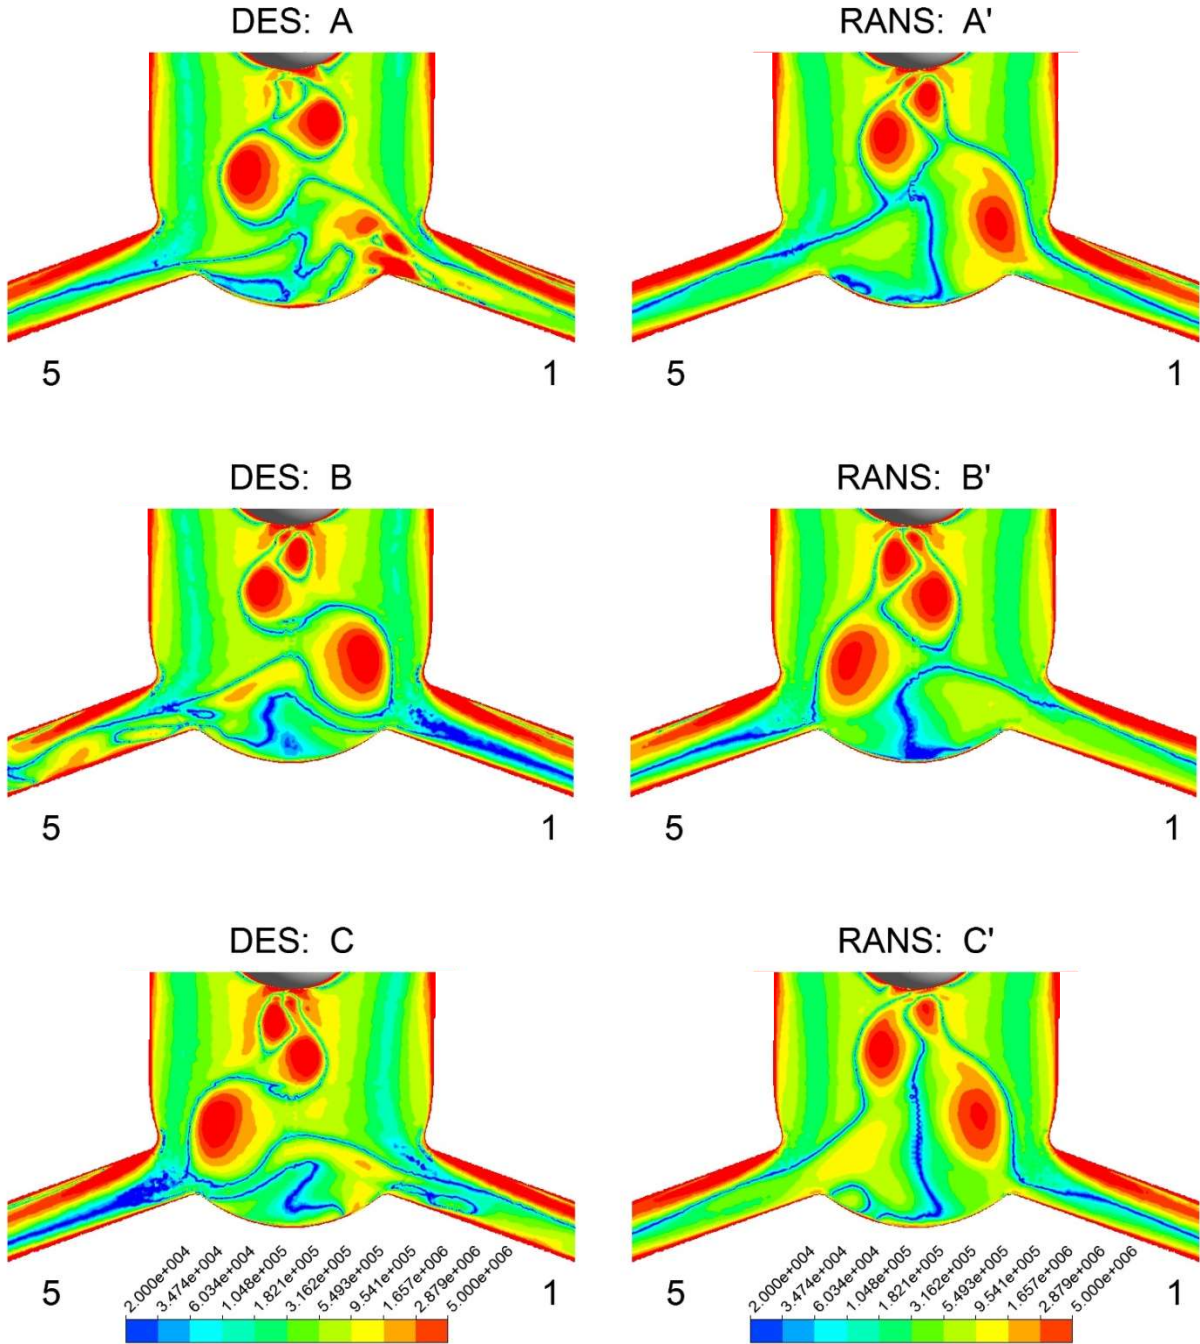 DES: A
RANS: A'
5
1
5
1
DES: B
RANS: B'
5
1
5
1
DES: C
RANS: C'
5
1
5
1
2.000e+004
3.474e+004
6.034e+004
1.048e+005
1.821e+005
3.162e+005
5.493e+005
9.541e+005
1.657e+006
2.879e+006
5.000e+006
2.000e+004
3.474e+004
6.034e+004
1.048e+005
1.821e+005
3.162e+005
5.493e+005
9.541e+005
1.657e+006
2.879e+006
5.000e+006